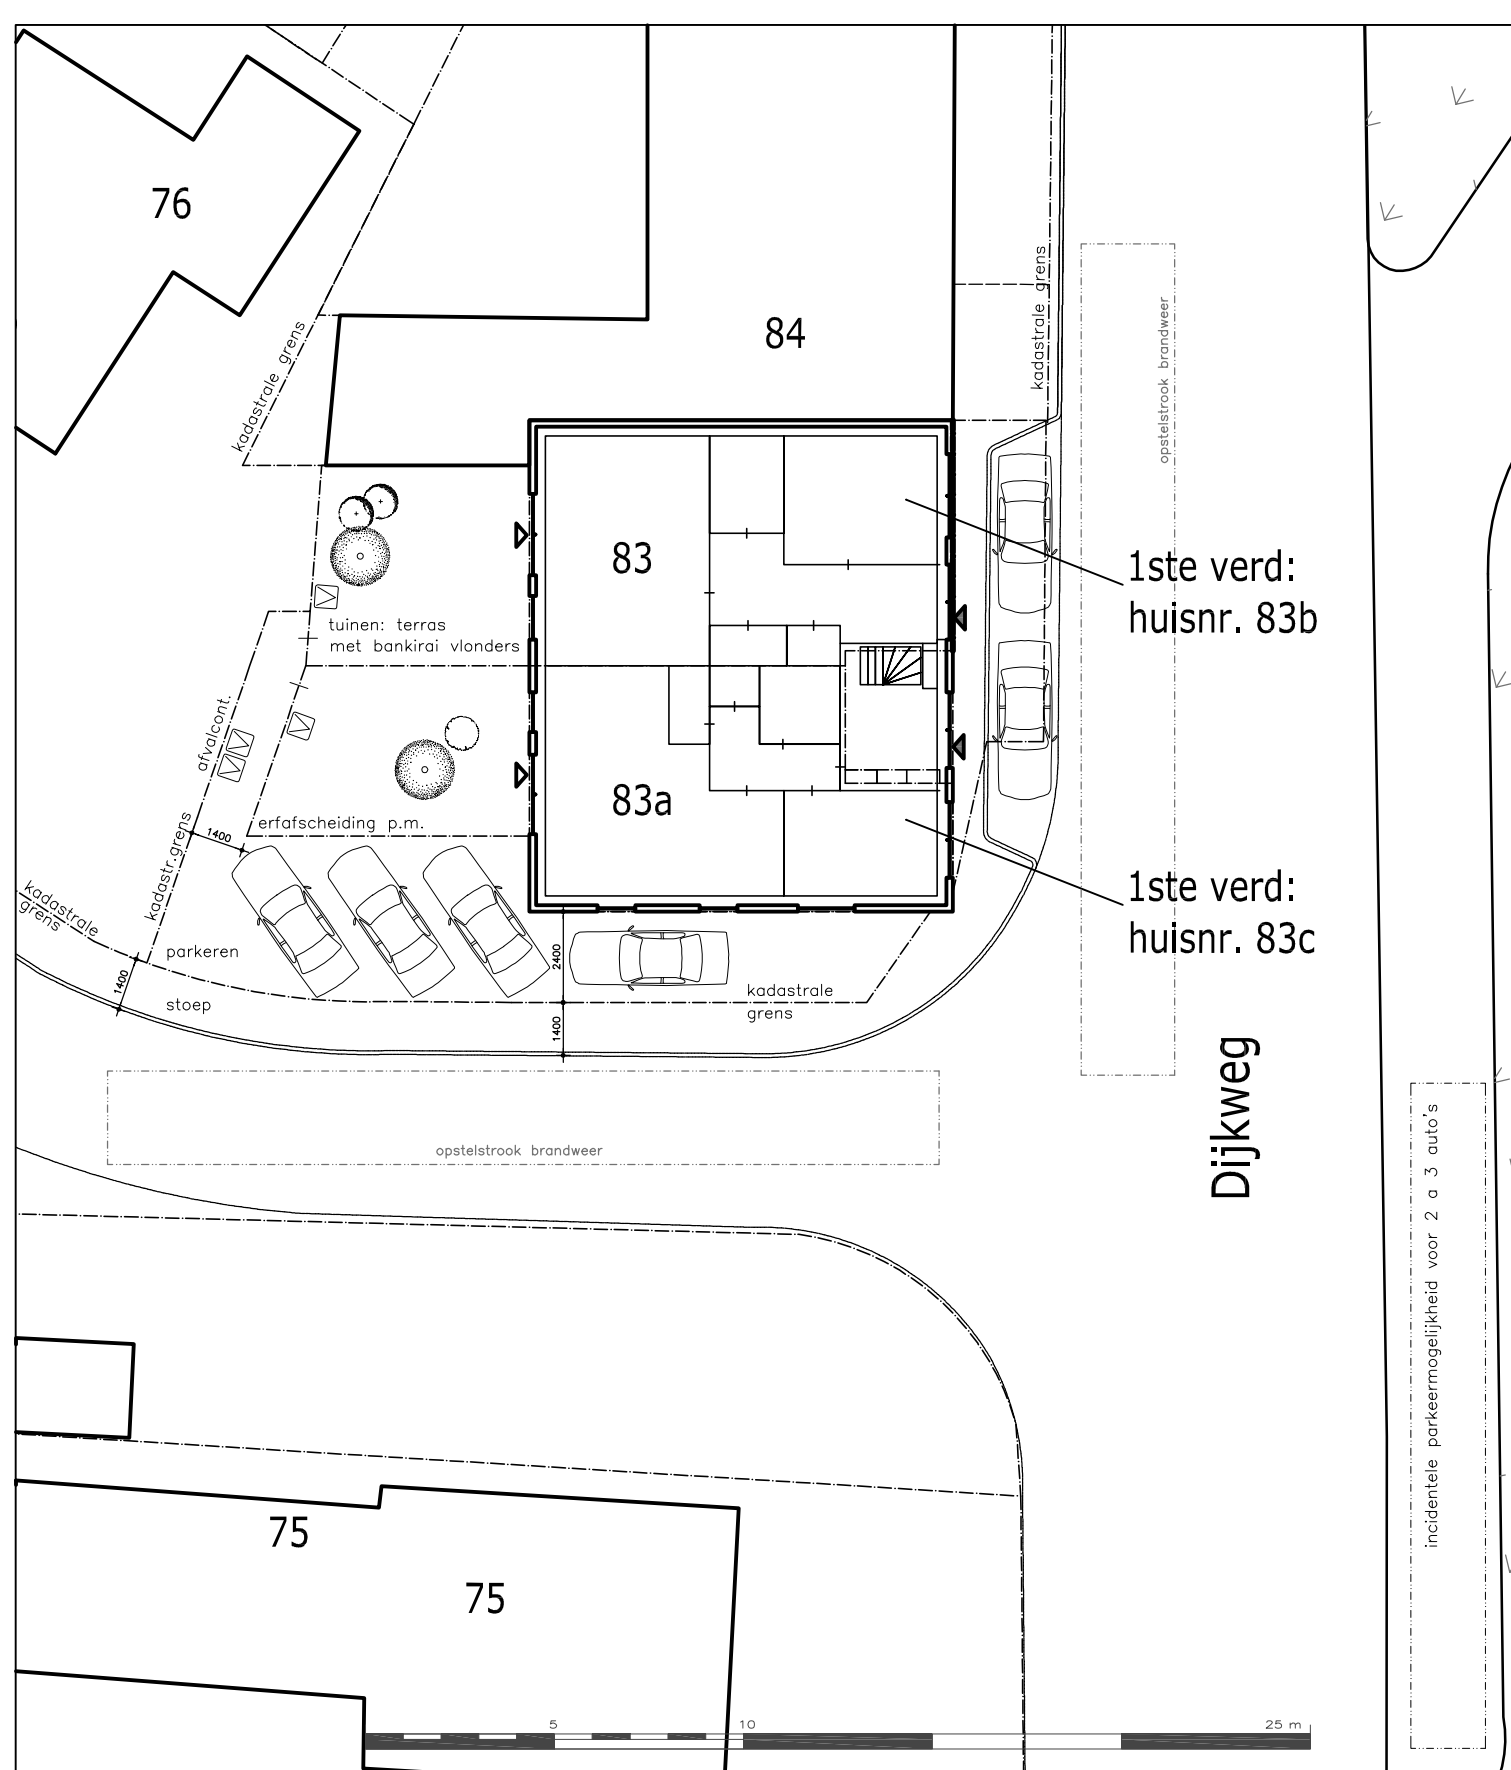 76
84
kadastrale grens
kadastrale grens
opstelstrook brandweer
83
1ste verd:
huisnr. 83b
tuinen: terras
met bankirai vlonders
afvalcont.
83a
erfafscheiding p.m.
1400
kadastr.grens
kadastrale
grens
1ste verd:
huisnr. 83c
parkeren
2400
1400
stoep
kadastrale
grens
1400
Dijkweg
opstelstrook brandweer
incidentele parkeermogelijkheid voor 2 a 3 auto's
75
75
5
10
25 m